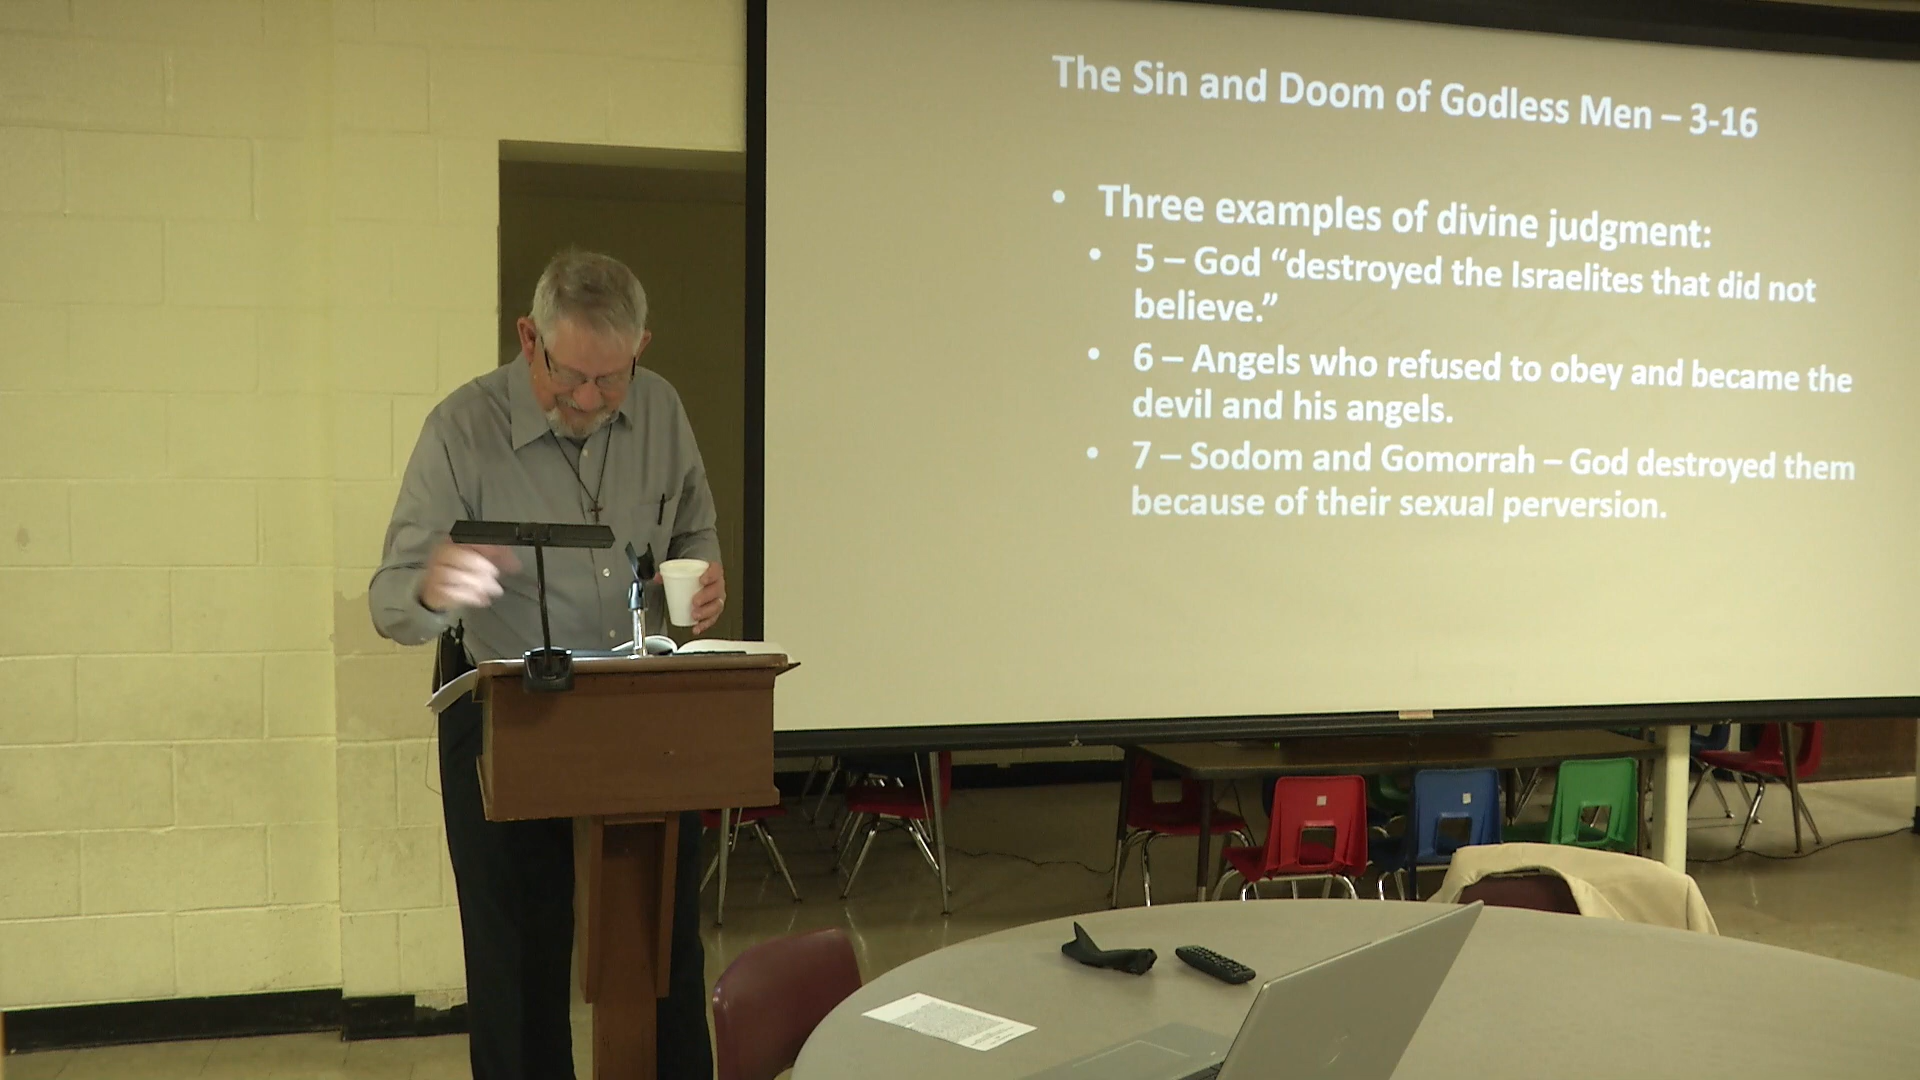 The Sin and Doom of Godless Men – 3-16
• Three examples of divine judgment:
• 5 – God “destroyed the Israelites that did not
believe.”
• 6 – Angels who refused to obey and became the
devil and his angels.
• 7 – Sodom and Gomorrah – God destroyed them
because of their sexual perversion.